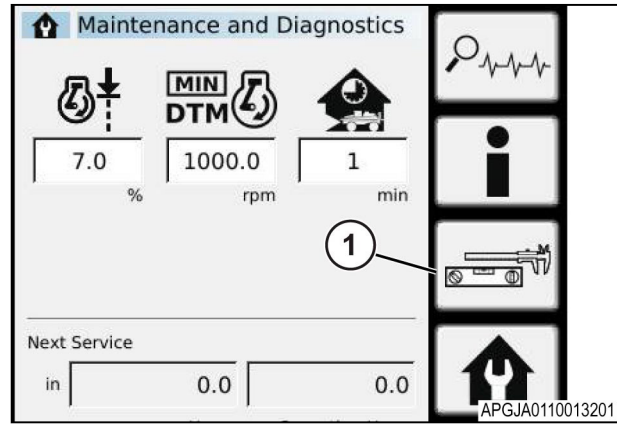 Maintenance and Diagnostics
MIN
DTM
7.0
1000.0
1
%
rpm
min
1
Next Service
in
0.0
0.0
APGJA0110013201